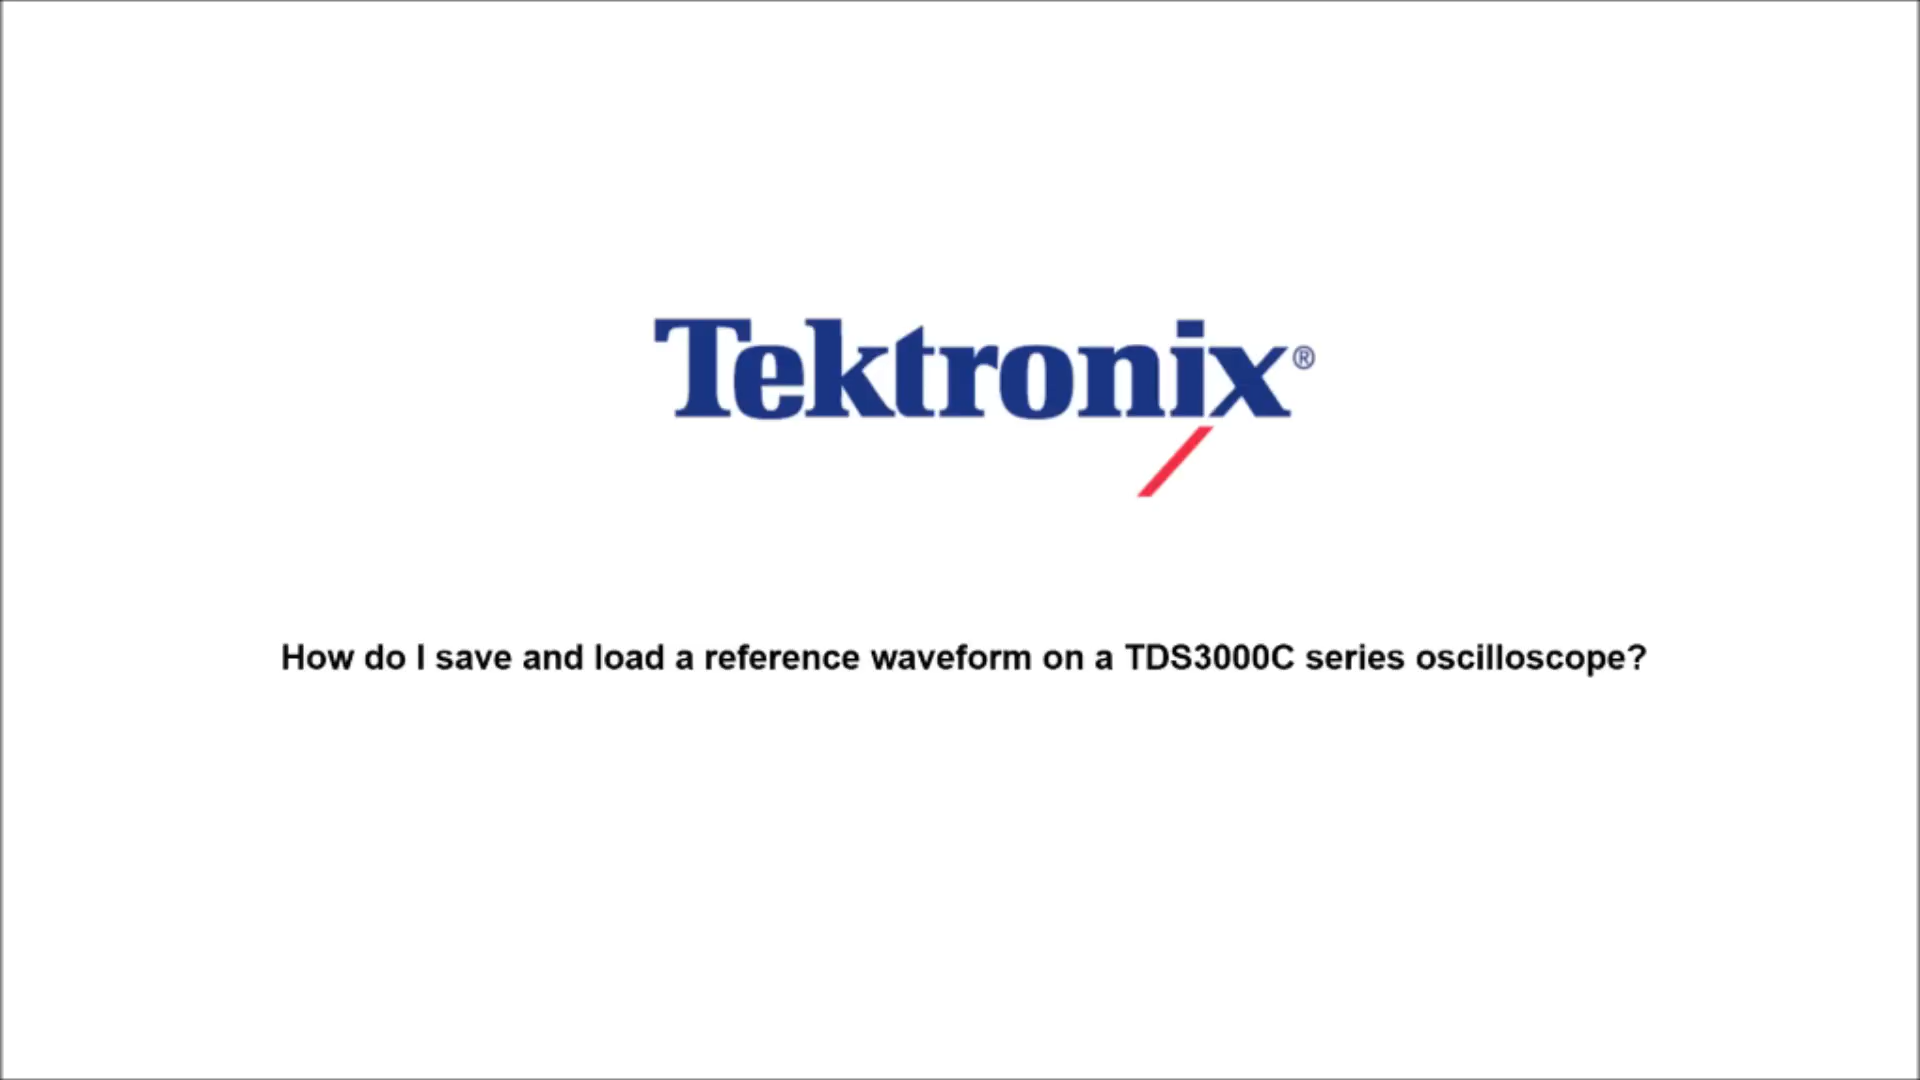 Tektronix®
How do I save and load a reference waveform on a TDS3000C series oscilloscope?